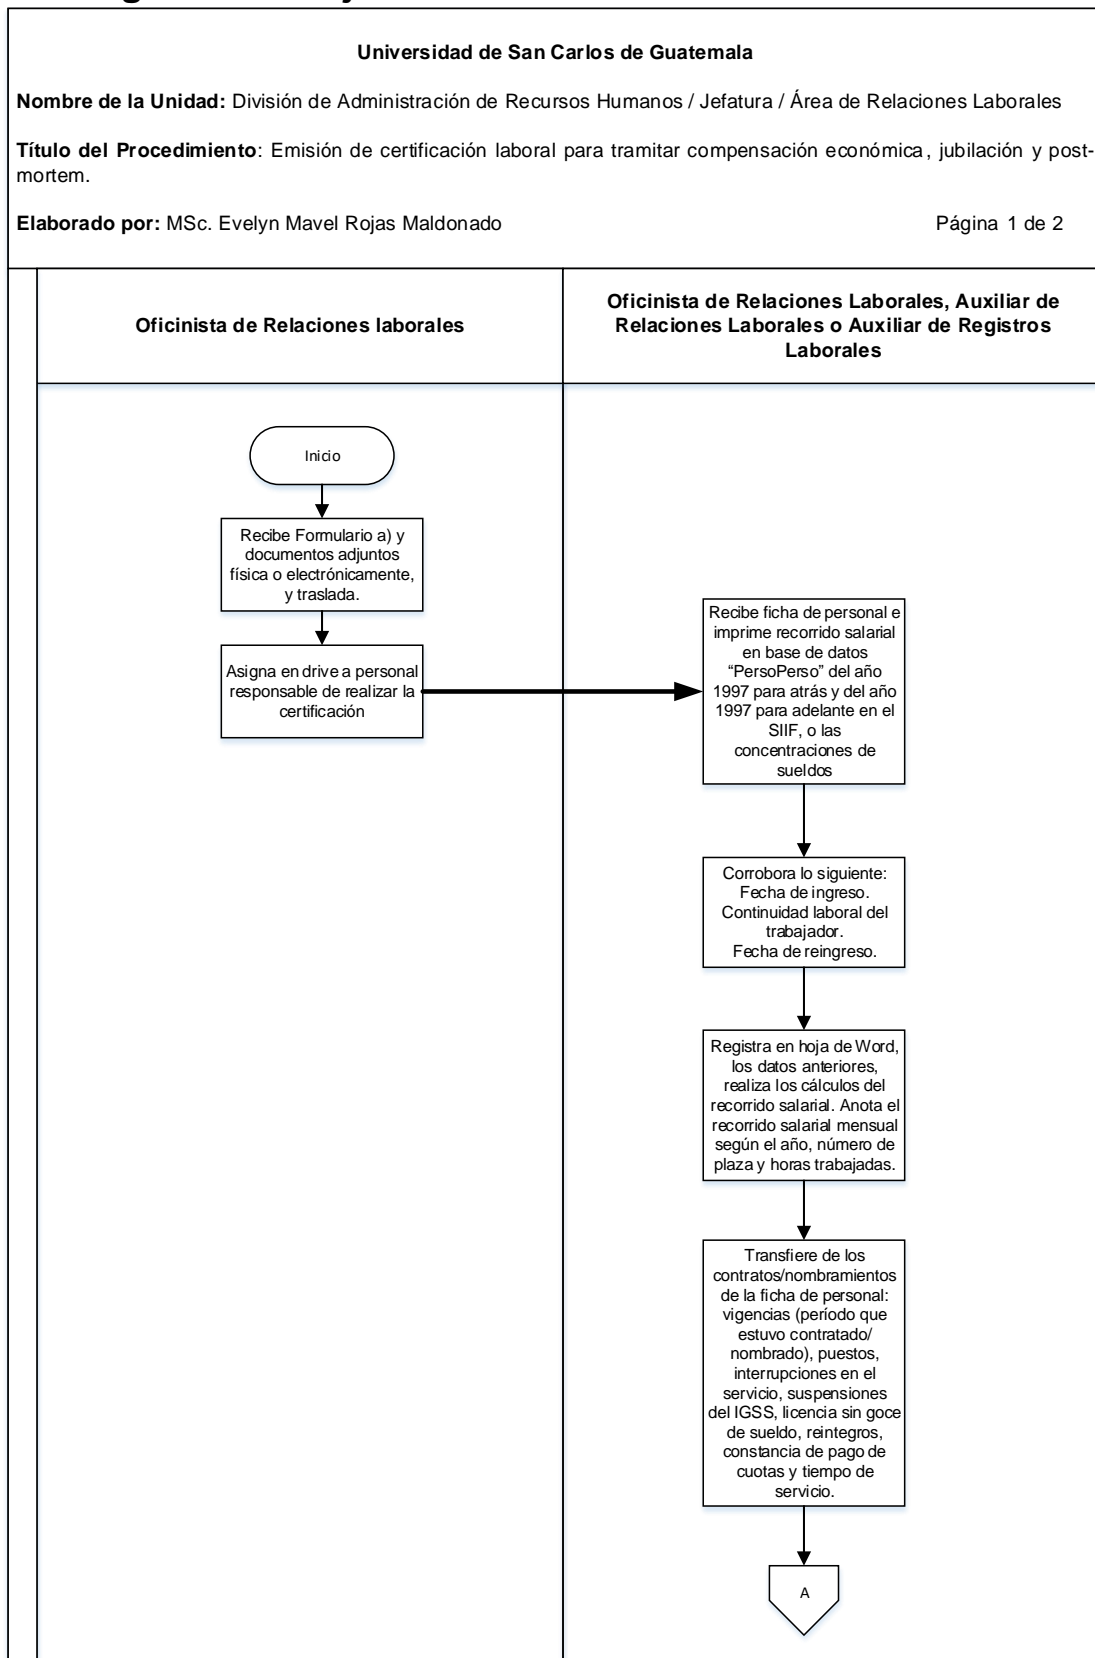 Universidad de San Carlos de Guatemala
Nombre de la Unidad: División de Administración de Recursos Humanos / Jefatura / Área de Relaciones Laborales
Título del Procedimiento: Emisión de certificación laboral para tramitar compensación económica, jubilación y post-
mortem.
Elaborado por: MSc. Evelyn Mavel Rojas Maldonado Página 1 de 2
Oficinista de Relaciones laborales
Oficinista de Relaciones Laborales, Auxiliar de
Relaciones Laborales o Auxiliar de Registros
Laborales
Inicio
Recibe Formulario a) y
documentos adjuntos
física o electrónicamente,
y traslada.
Asigna en drive a personal
responsable de realizar la
certificación
Recibe ficha de personal e
imprime recorrido salarial
en base de datos
“PersoPerso” del año
1997 para atrás y del año
1997 para adelante en el
SIIF, o las
concentraciones de
sueldos
Corrobora lo siguiente:
Fecha de ingreso.
Continuidad laboral del
trabajador.
Fecha de reingreso.
Registra en hoja de Word,
los datos anteriores,
realiza los cálculos del
recorrido salarial. Anota el
recorrido salarial mensual
según el año, número de
plaza y horas trabajadas.
Transfiere de los
contratos/nombramientos
de la ficha de personal:
vigencias (período que
estuvo contratado/
nombrado), puestos,
interrupciones en el
servicio, suspensiones
del IGSS, licencia sin goce
de sueldo, reintegros,
constancia de pago de
cuotas y tiempo de
servicio.
A